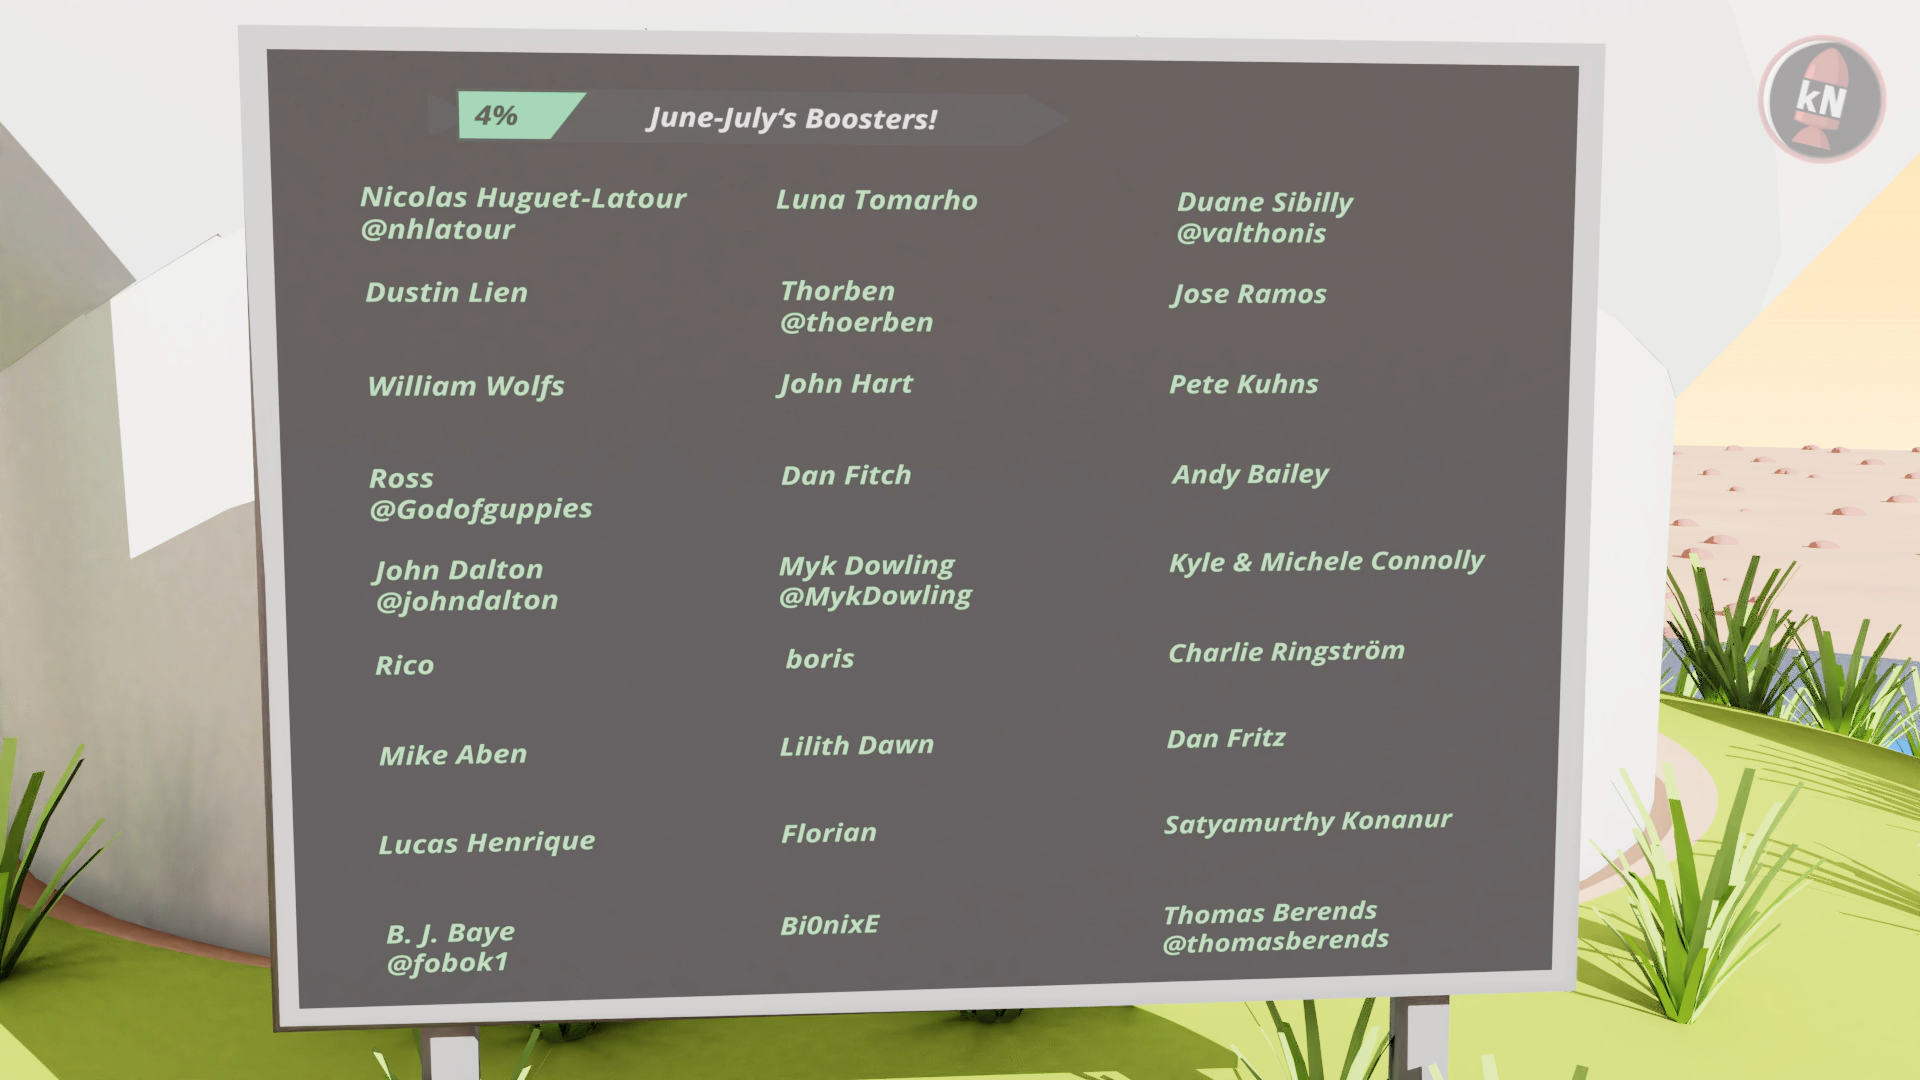 4%
June-July‘s Boosters!
Nicolas Huguet-Latour
@nhlatour
Luna Tomarho
Duane Sibilly
@valthonis
Dustin Lien
Thorben
@thoerben
Jose Ramos
William Wolfs
John Hart
Pete Kuhns
Ross
@Godofguppies
Dan Fitch
Andy Bailey
John Dalton
@johndalton
Myk Dowling
@MykDowling
Kyle & Michele Connolly
Rico
boris
Charlie Ringström
Mike Aben
Lilith Dawn
Dan Fritz
Lucas Henrique
Florian
Satyamurthy Konanur
B. J. Baye
@fobok1
Bi0nixE
Thomas Berends
@thomasberends
kN